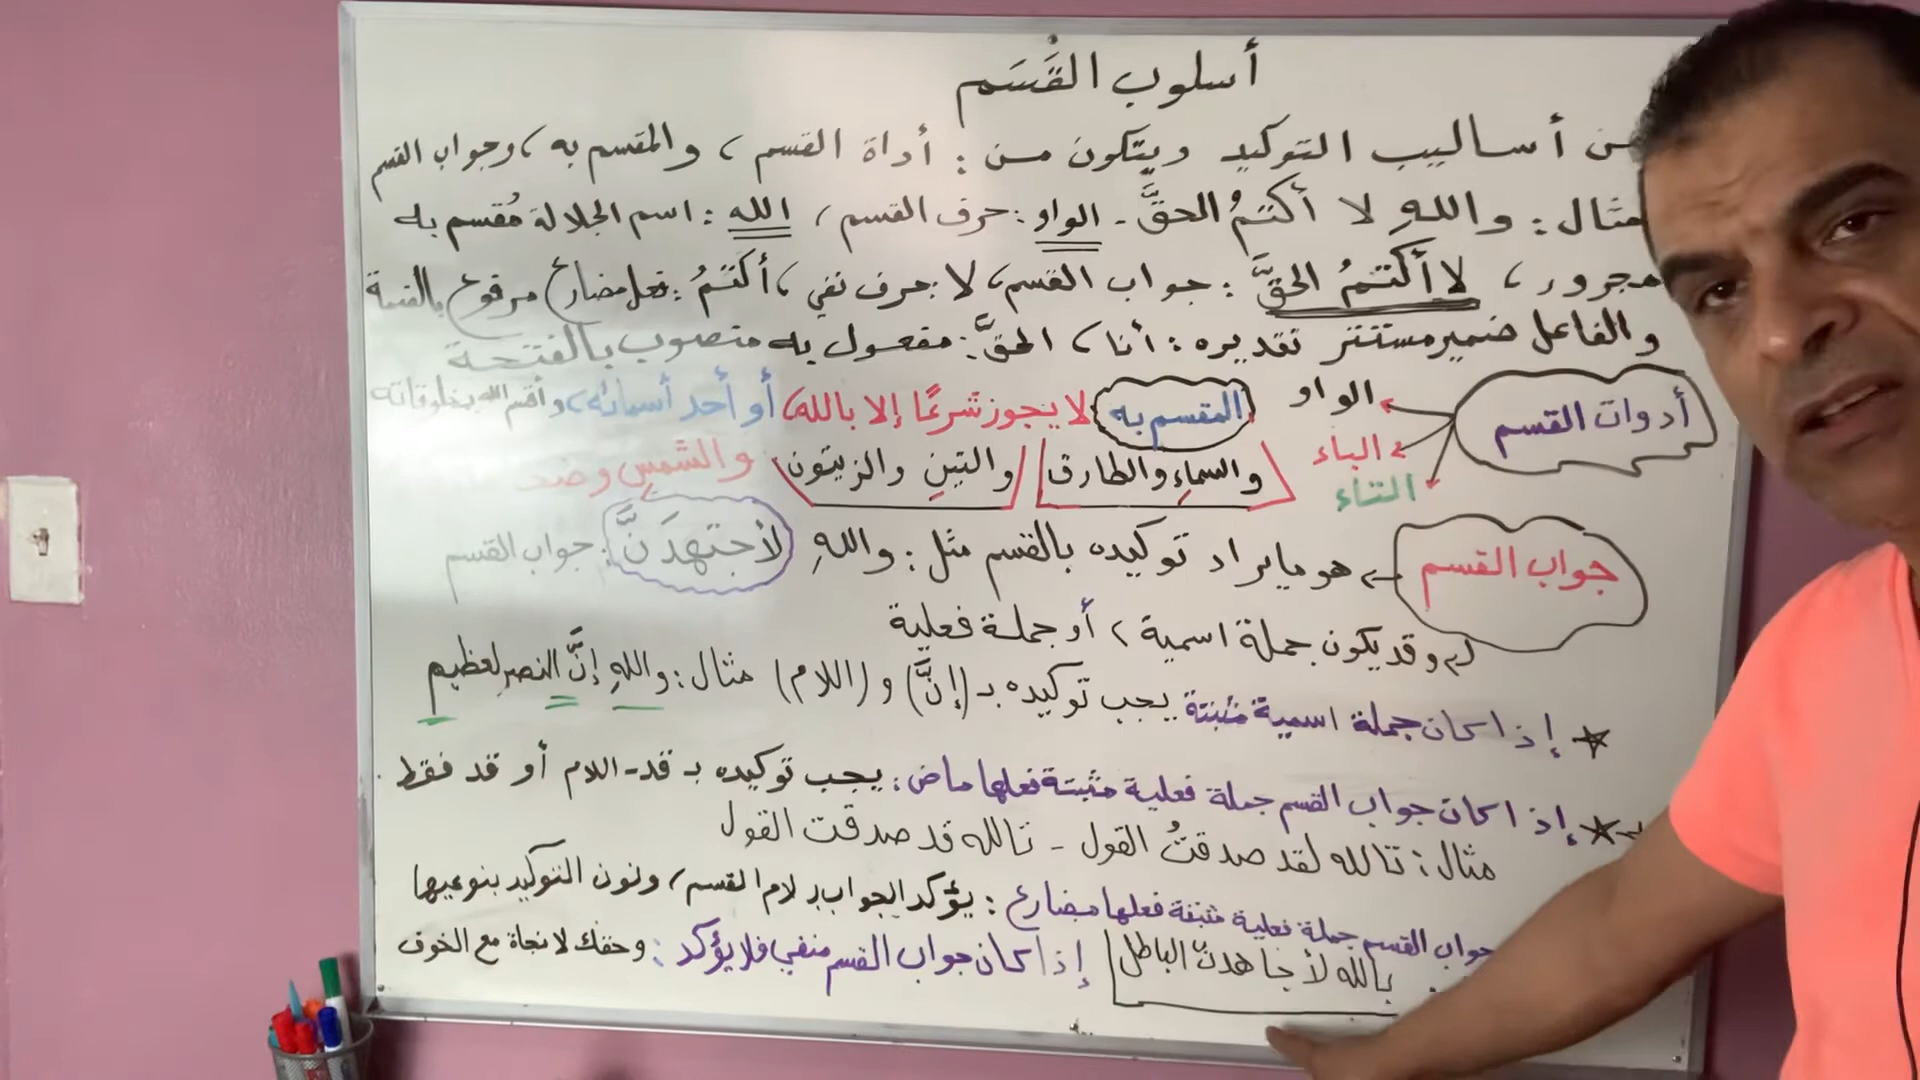 أسلوب القَسَم
من أساليب التوكيد ويتكون من : أداة القسم ، والمقسم به ، وجواب القسم
مثال : واللهِ لا أكتمُ الحقَّ - الواو : حرف القسم ، الله : اسم الجلالة مُقسم به
مجرور ، لا أكتمُ الحقَّ : جواب القسم ، لا : حرف نفي ، أكتمُ : فعل مضارع مرفوع بالضمة
والفاعل ضمير مستتر تقديره : أنا ، الحقَّ : مفعول به منصوب بالفتحة
أدوات القسم
الواو
الباء
التاء
المقسم به لا يجوز شرعًا إلا بالله ، أو أحد أسمائه ، وأقسم الله بمخلوقاته
والسماءِ والطارق والتينِ والزيتون والشمسِ وضحـ
جواب القسم هو ما يراد توكيده بالقسم مثل : واللهِ لأجتهدَنَّ : جواب القسم
وقد يكون جملة اسمية ، أو جملة فعلية
إذا كان جملة اسمية مثبتة يجب توكيده بـ (إنَّ) و (اللام) مثال : واللهِ إنَّ النصر لعظيم
إذا كان جواب القسم جملة فعلية مثبتة فعلها ماض : يجب توكيده بـ قد - اللام أو قد فقط
مثال : تالله لقد صدقتُ القول - تالله قد صدقت القول
جواب القسم جملة فعلية مثبتة فعلها مضارع : يؤكد الجواب بـ لام القسم ، ونون التوكيد بنوعيها
بالله لأجاهدنَّ الباطل إذا كان جواب القسم منفي فلا يؤكد : وحقك لا نجاة مع الخوف